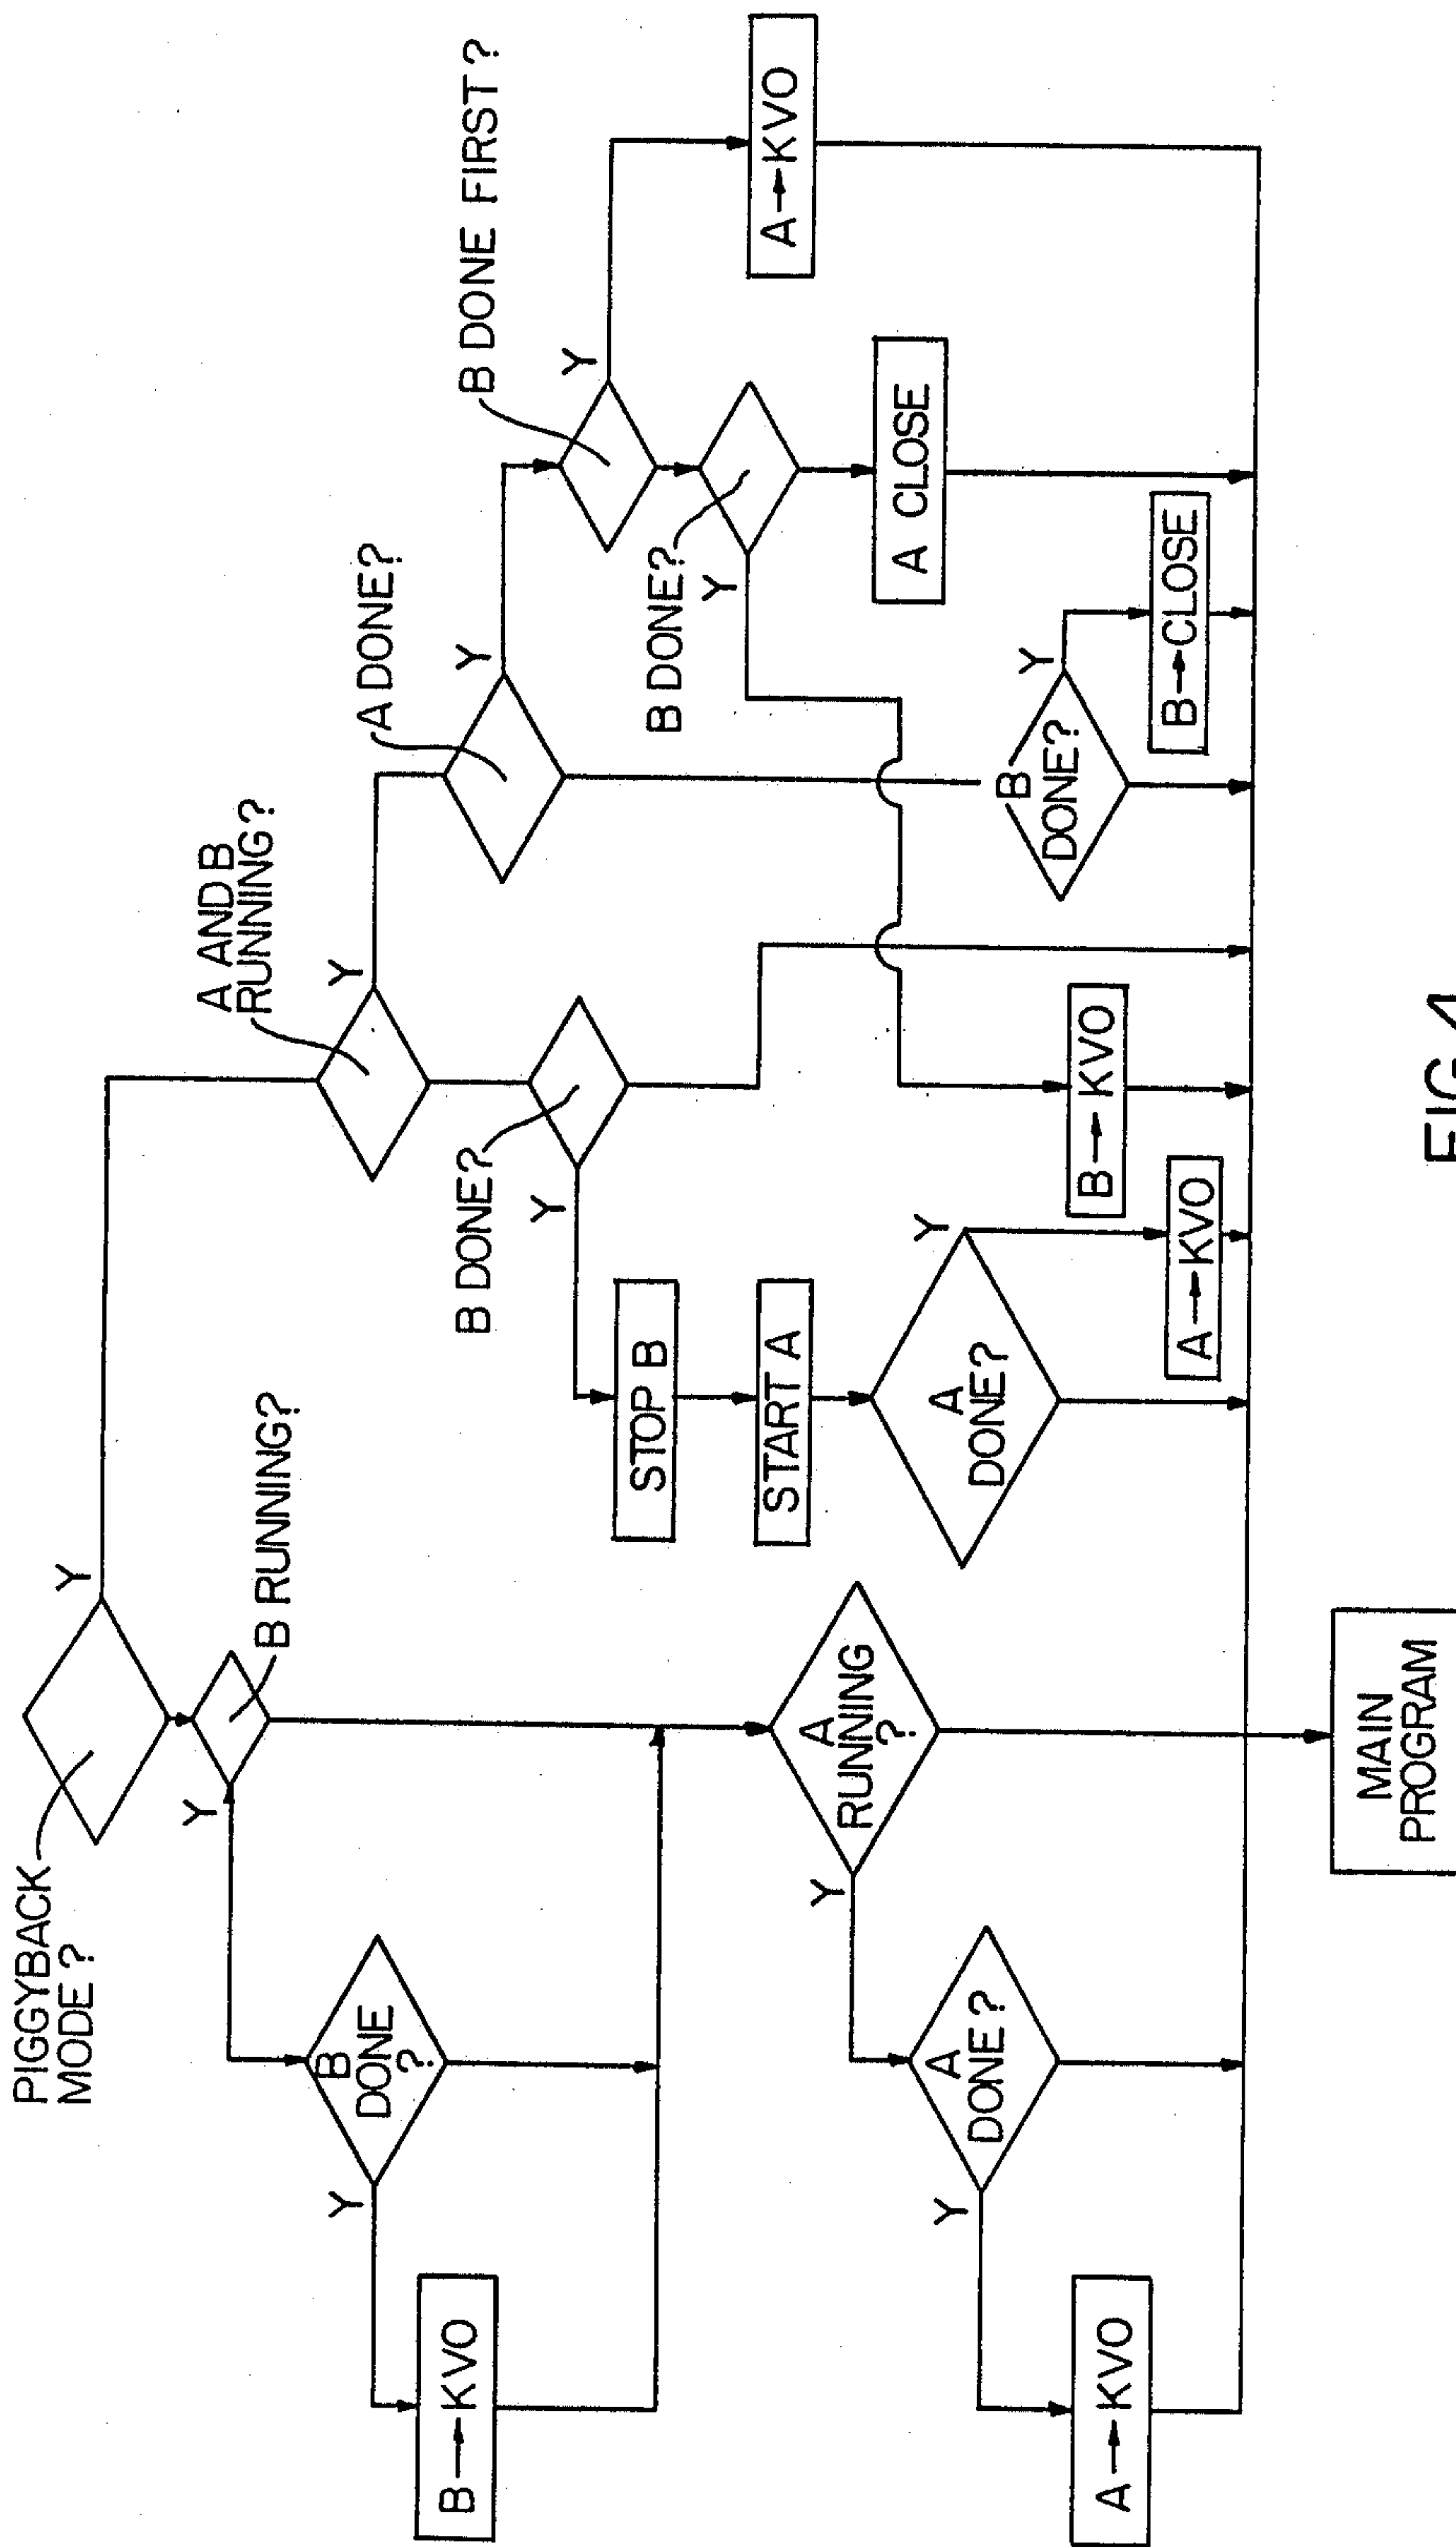 PIGGYBACK
MODE?
Y
B RUNNING?
Y
B
DONE
?
Y
B→KVO
A
RUNNING
?
Y
A
DONE?
Y
A→KVO
MAIN
PROGRAM
A AND B
RUNNING?
Y
B DONE?
Y
STOP B
START A
A
DONE?
Y
A→KVO
A DONE?
Y
B DONE FIRST?
Y
A→KVO
B DONE?
Y
A CLOSE
B→KVO
B
DONE?
Y
B→CLOSE
FIG.4